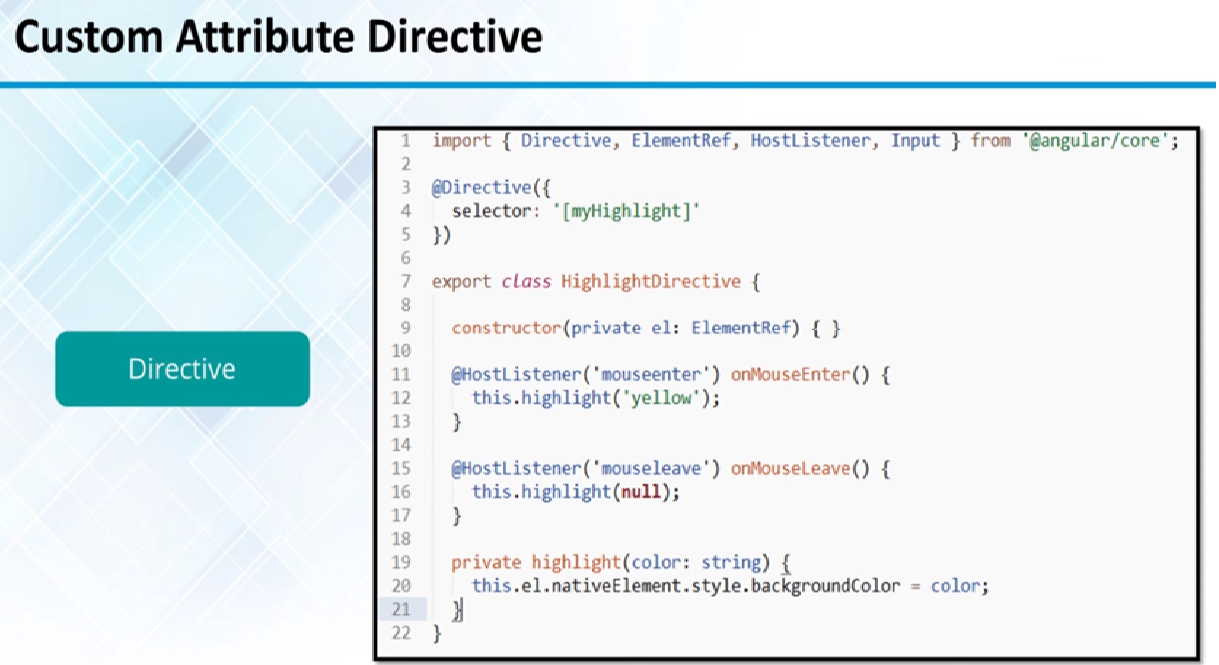 Custom Attribute Directive
Directive
1 import { Directive, ElementRef, HostListener, Input } from '@angular/core';
2
3 @Directive({
4   selector: '[myHighlight]'
5 })
6
7 export class HighlightDirective {
8
9   constructor(private el: ElementRef) { }
10
11   @HostListener('mouseenter') onMouseEnter() {
12     this.highlight('yellow');
13   }
14
15   @HostListener('mouseleave') onMouseLeave() {
16     this.highlight(null);
17   }
18
19   private highlight(color: string) {
20     this.el.nativeElement.style.backgroundColor = color;
21   }
22 }